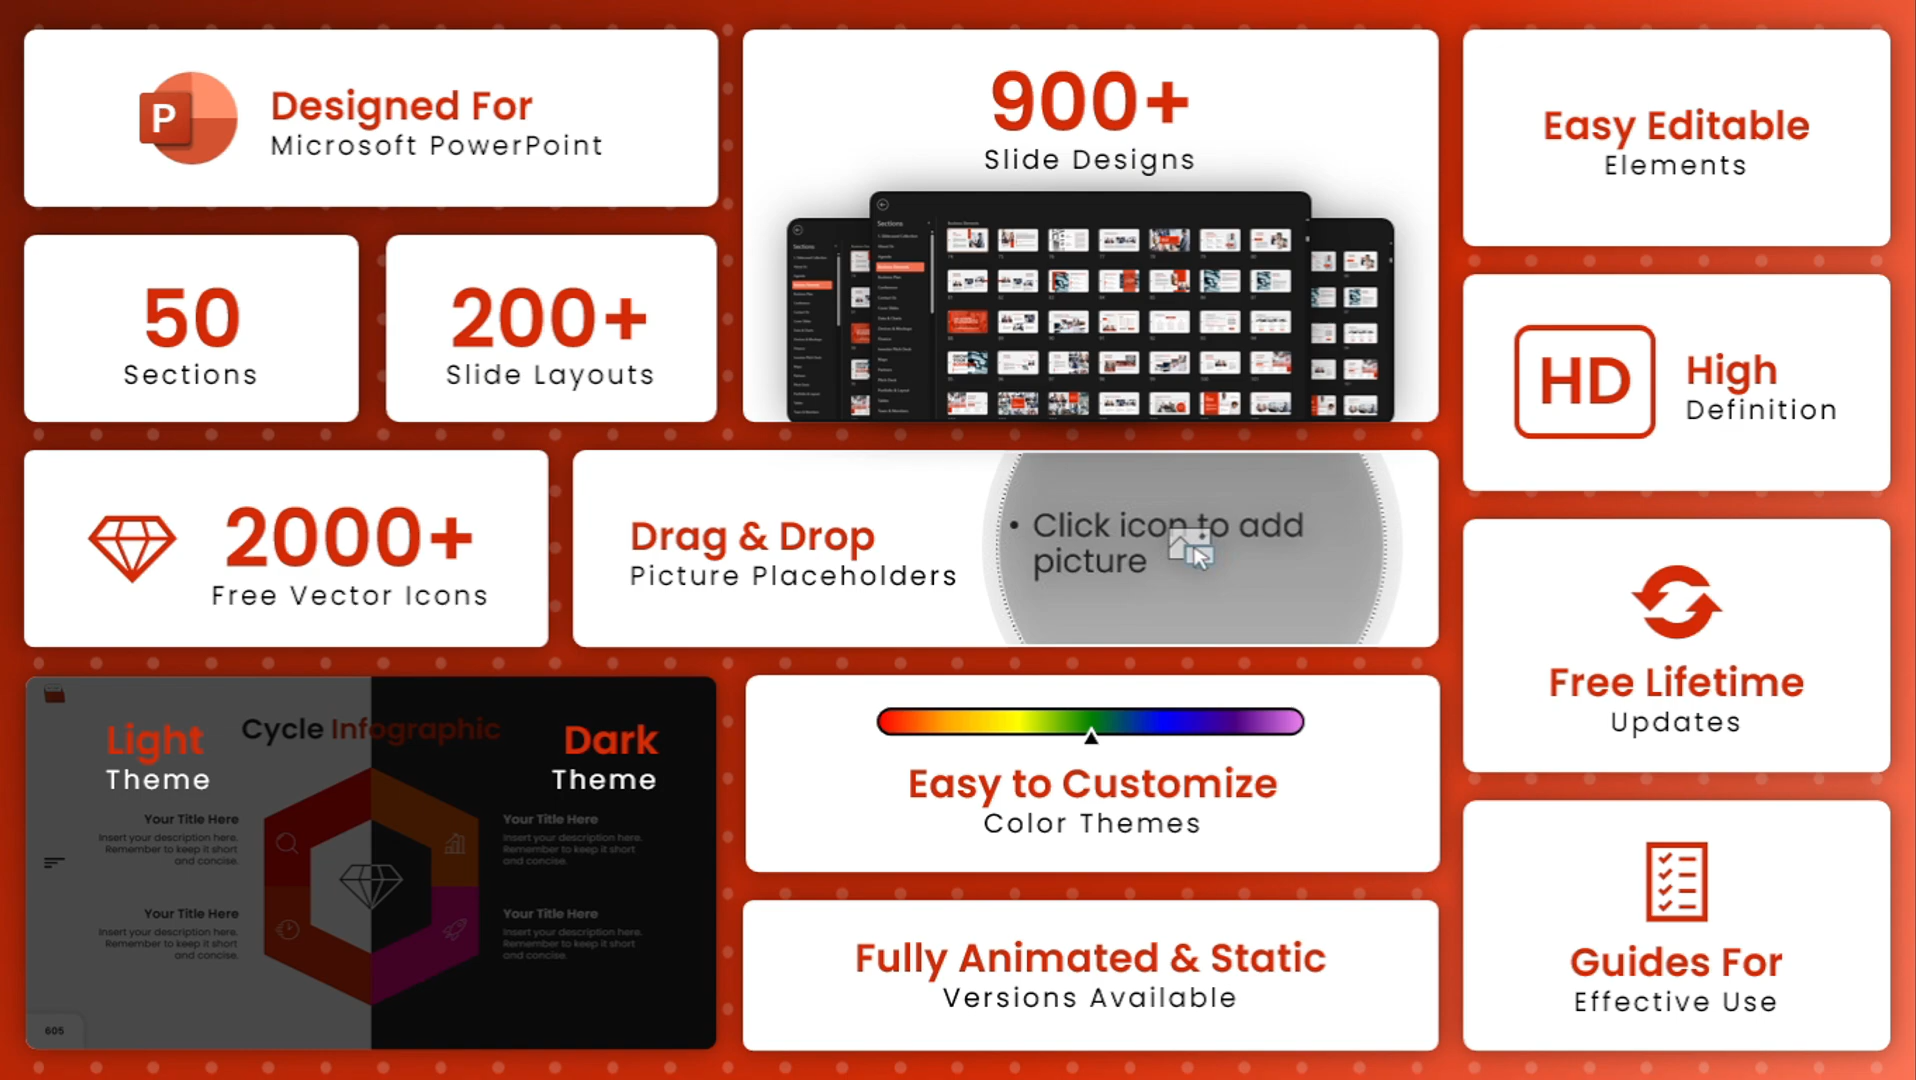 P
Designed For
Microsoft PowerPoint
900+
Slide Designs
Sections
Sections
Easy Editable
Elements
50
Sections
200+
Slide Layouts
HD
High
Definition
2000+
Free Vector Icons
Drag & Drop
Picture Placeholders
• Click icon to add
picture
Free Lifetime
Updates
Light
Theme
Cycle Infographic
Dark
Theme
Your Title Here
Insert your description here.
Remember to keep it short
and concise.
Your Title Here
Insert your description here.
Remember to keep it short
and concise.
Your Title Here
Insert your description here.
Remember to keep it short
and concise.
Your Title Here
Insert your description here.
Remember to keep it short
and concise.
605
Easy to Customize
Color Themes
Fully Animated & Static
Versions Available
Guides For
Effective Use